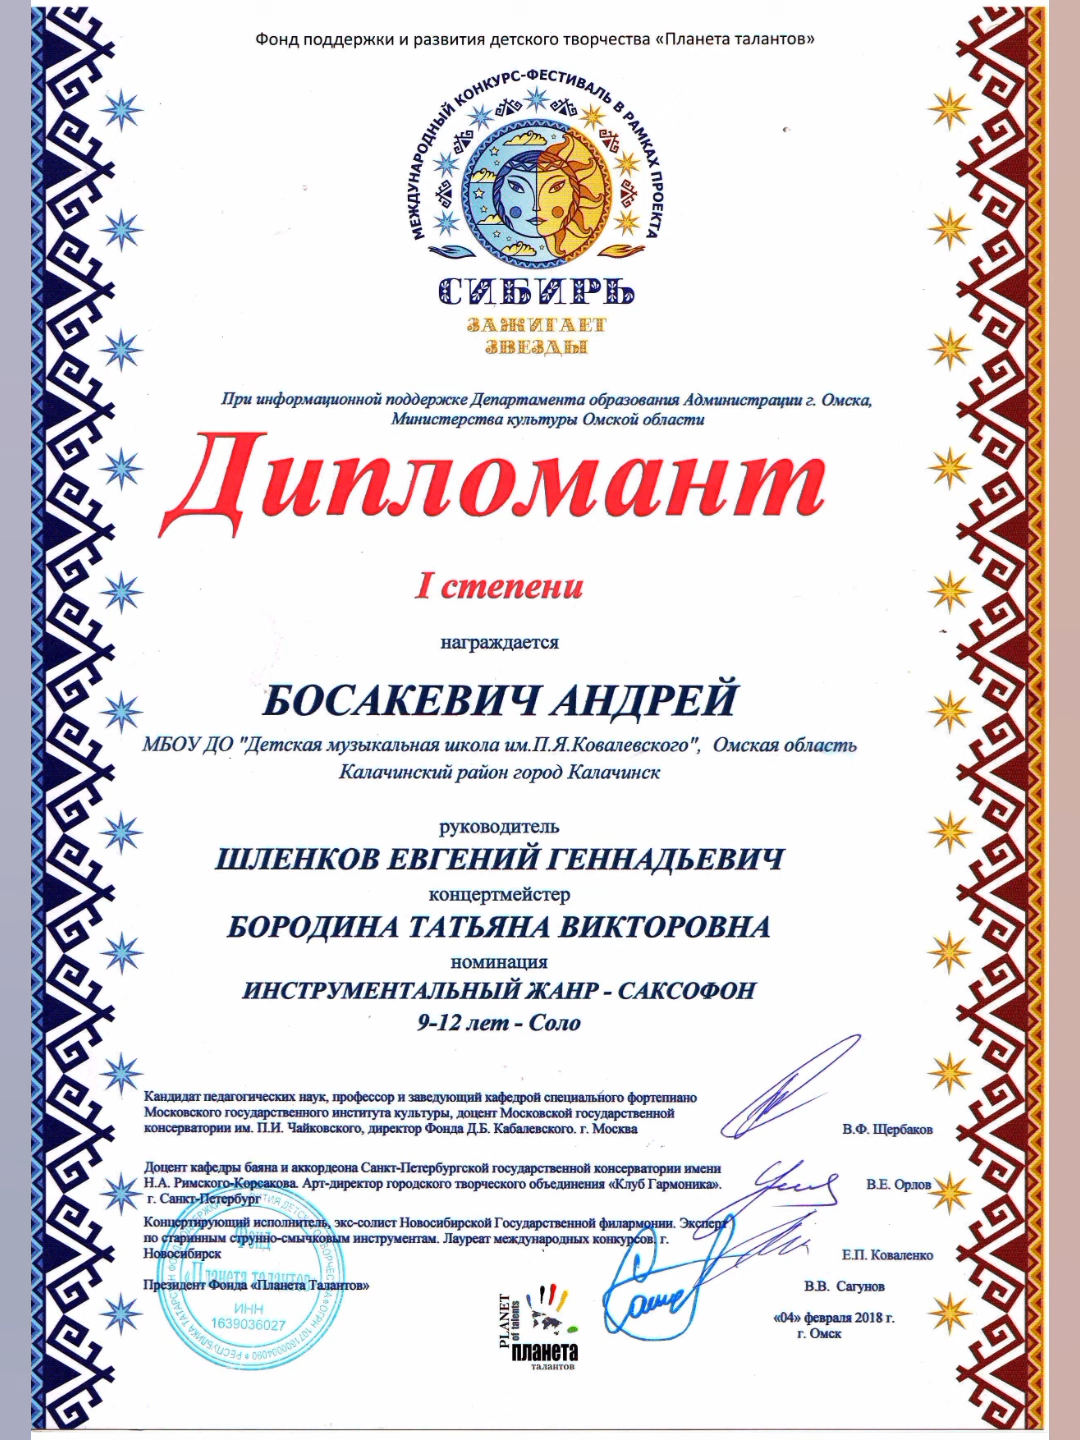 Фонд поддержки и развития детского творчества «Планета талантов»
МЕЖДУНАРОДНЫЙ КОНКУРС-ФЕСТИВАЛЬ В РАМКАХ ПРОЕКТА
СИБИРЬ
ЗАЖИГАЕТ
ЗВЕЗДЫ
При информационной поддержке Департамента образования Администрации г. Омска,
Министерства культуры Омской области
Дипломант
I степени
награждается
БОСАКЕВИЧ АНДРЕЙ
МБОУ ДО "Детская музыкальная школа им.П.Я.Ковалевского", Омская область
Калачинский район город Калачинск
руководитель
ШЛЕНКОВ ЕВГЕНИЙ ГЕННАДЬЕВИЧ
концертмейстер
БОРОДИНА ТАТЬЯНА ВИКТОРОВНА
номинация
ИНСТРУМЕНТАЛЬНЫЙ ЖАНР - САКСОФОН
9-12 лет - Соло
Кандидат педагогических наук, профессор и заведующий кафедрой специального фортепиано
Московского государственного института культуры, доцент Московской государственной
консерватории им. П.И. Чайковского, директор Фонда Д.Б. Кабалевского. г. Москва
В.Ф. Щербаков
Доцент кафедры баяна и аккордеона Санкт-Петербургской государственной консерватории имени
Н.А. Римского-Корсакова. Арт-директор городского творческого объединения «Клуб Гармоника».
г. Санкт-Петербург
В.Е. Орлов
Концертирующий исполнитель, экс-солист Новосибирской Государственной филармонии. Эксперт
по старинным струнно-смычковым инструментам. Лауреат международных конкурсов. г.
Новосибирск
Е.П. Коваленко
Президент Фонда «Планета Талантов»
В.В. Сагунов
«04» февраля 2018 г.
г. Омск
Фонд
«Планета талантов»
ИНН
1639036027
PLANET
of talents
планета
талантов